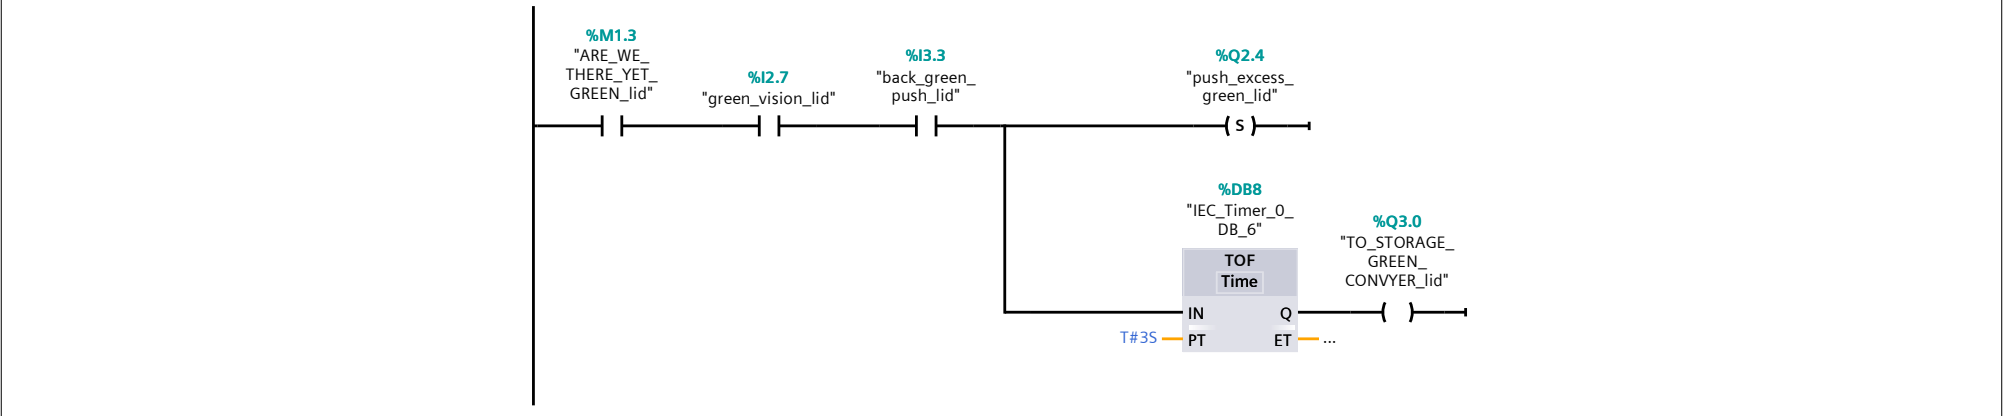 %M1.3
"ARE_WE_
THERE_YET_
GREEN_lid"
%I2.7
"green_vision_lid"
%I3.3
"back_green_
push_lid"
%Q2.4
"push_excess_
green_lid"
S
%DB8
"IEC_Timer_0_
DB_6"
TOF
Time
IN
Q
T#3S
PT
ET
...
%Q3.0
"TO_STORAGE_
GREEN_
CONVYER_lid"